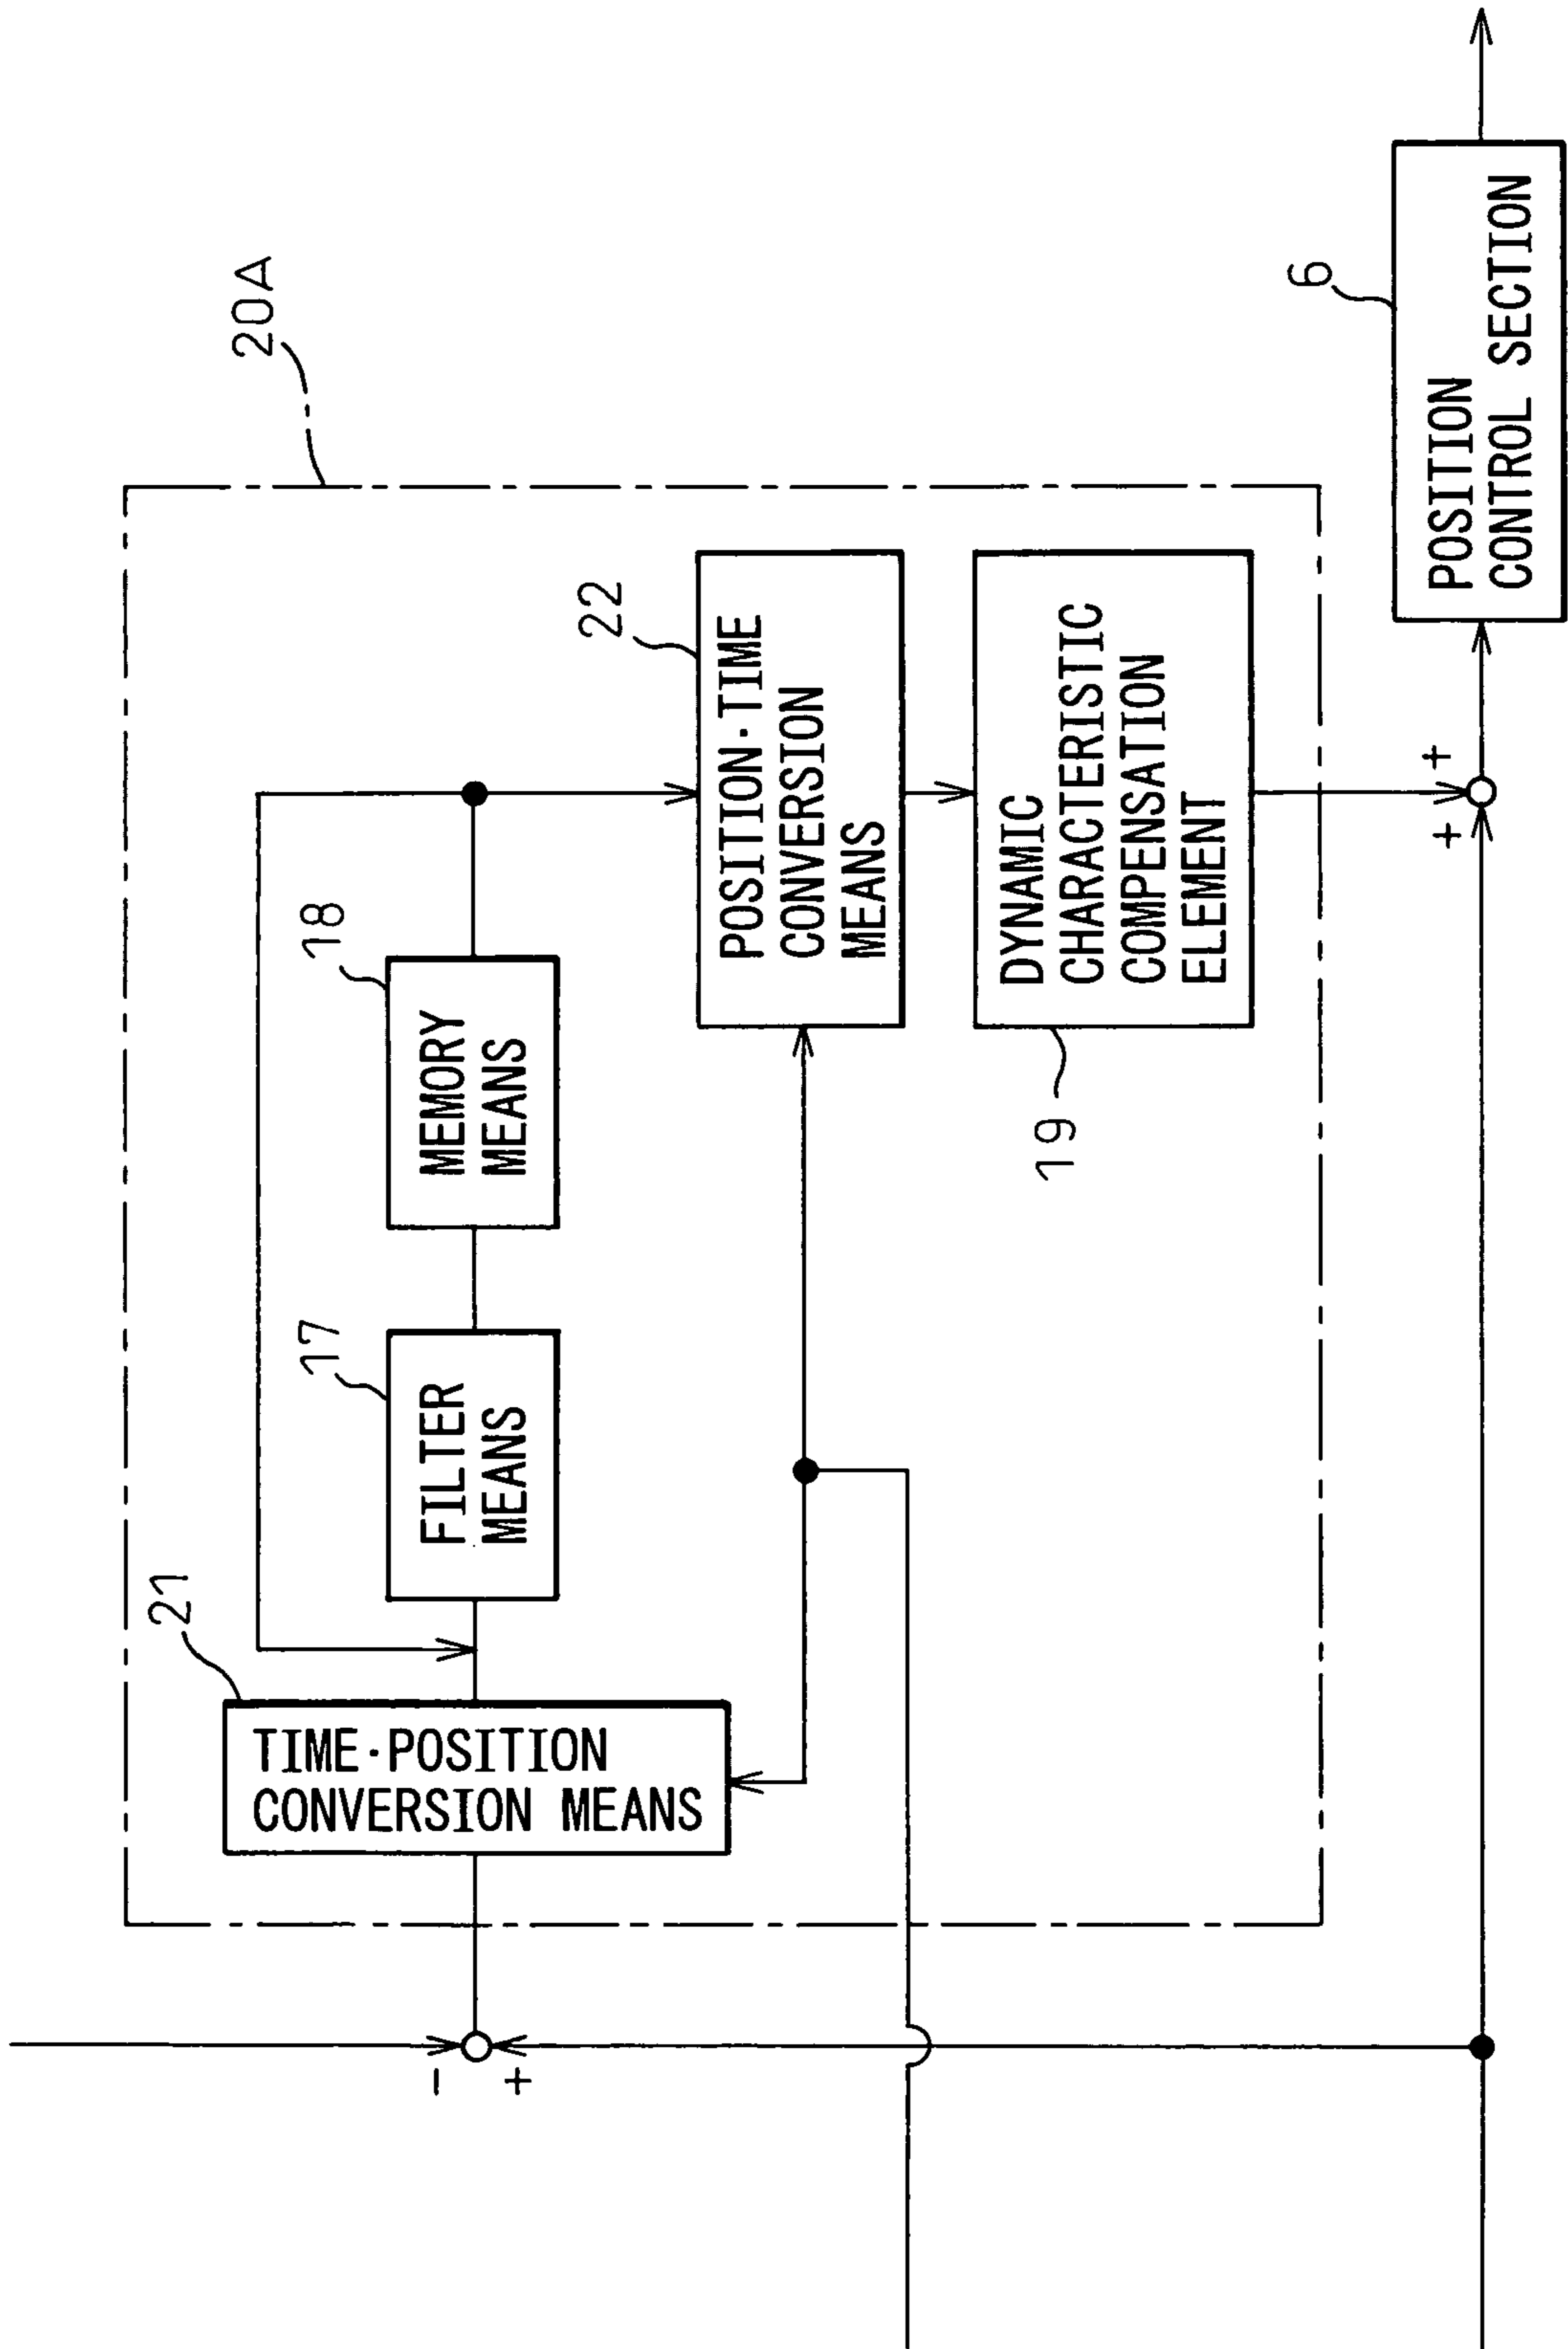 20A
21
TIME·POSITION
CONVERSION MEANS
17
FILTER
MEANS
18
MEMORY
MEANS
22
POSITION·TIME
CONVERSION
MEANS
19
DYNAMIC
CHARACTERISTIC
COMPENSATION
ELEMENT
6
POSITION
CONTROL SECTION
-
+
+
+